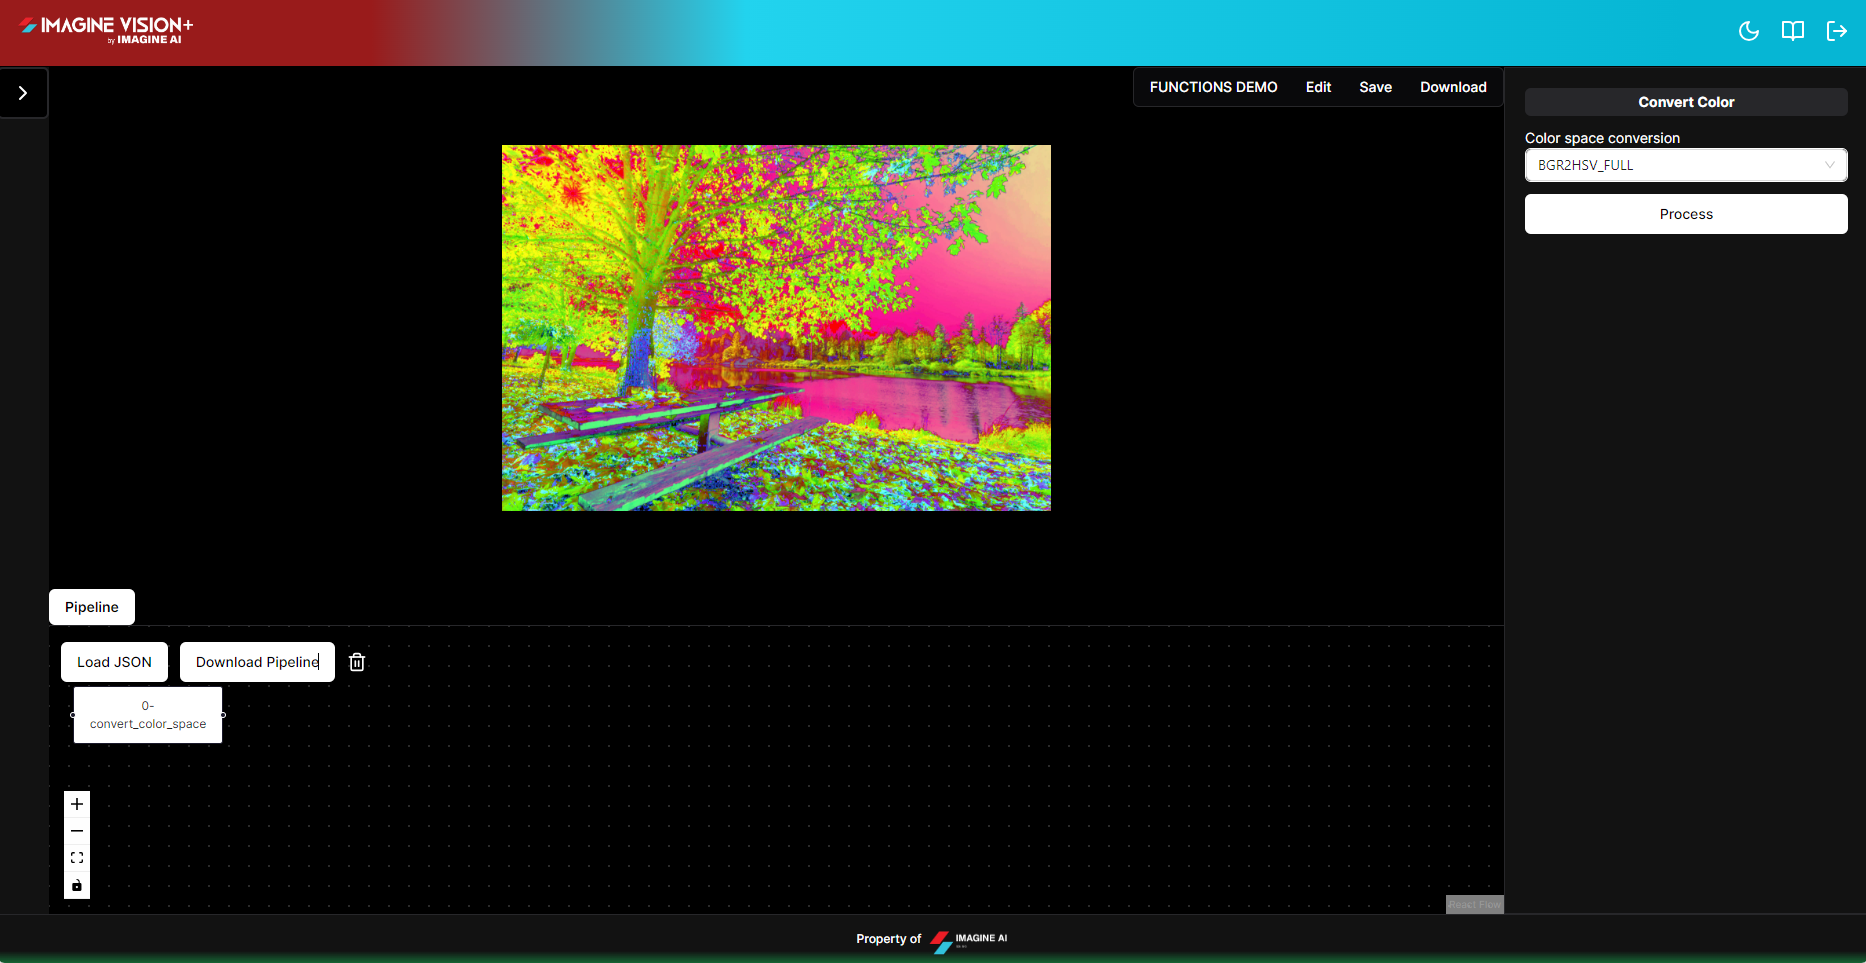 IMAGINE VISION+
by IMAGINE AI
FUNCTIONS DEMO Edit Save Download
Convert Color
Color space conversion
BGR2HSV_FULL
Process
Pipeline
Load JSON Download Pipeline
0-
convert_color_space
React Flow
Property of IMAGINE AI